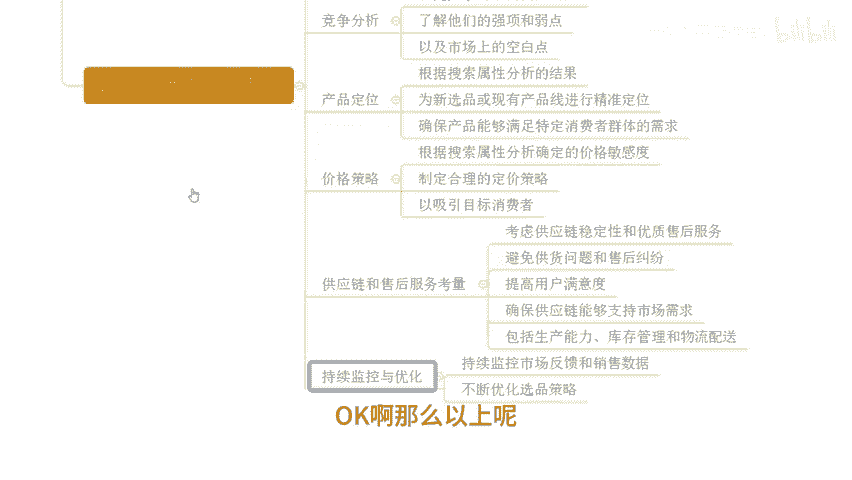 竞争分析
了解他们的强项和弱点
以及市场上的空白点
根据搜索属性分析的结果
产品定位
为新选品或现有产品线进行精准定位
确保产品能够满足特定消费者群体的需求
根据搜索属性分析确定的价格敏感度
价格策略
制定合理的定价策略
以吸引目标消费者
考虑供应链稳定性和优质售后服务
避免供货问题和售后纠纷
供应链和售后服务考量
提高用户满意度
确保供应链能够支持市场需求
包括生产能力、库存管理和物流配送
持续监控与优化
持续监控市场反馈和销售数据
不断优化选品策略
OK啊那么以上呢
bilibili